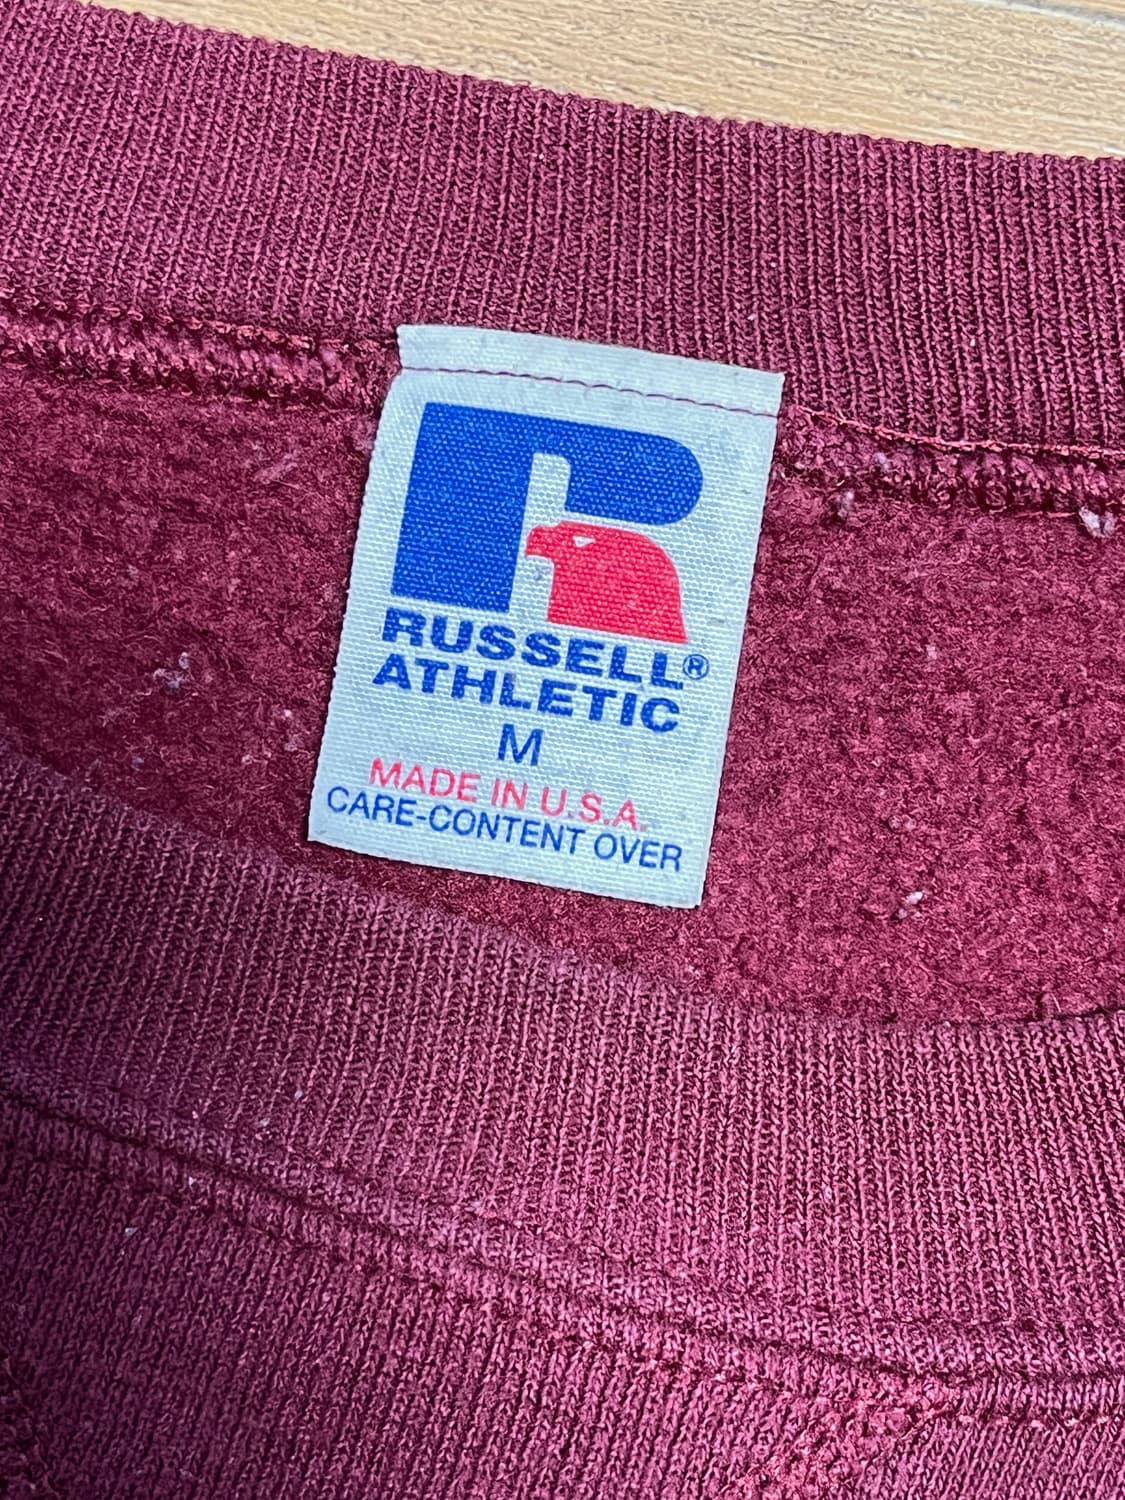 RUSSELL®
ATHLETIC
M
MADE IN U.S.A.
CARE-CONTENT OVER